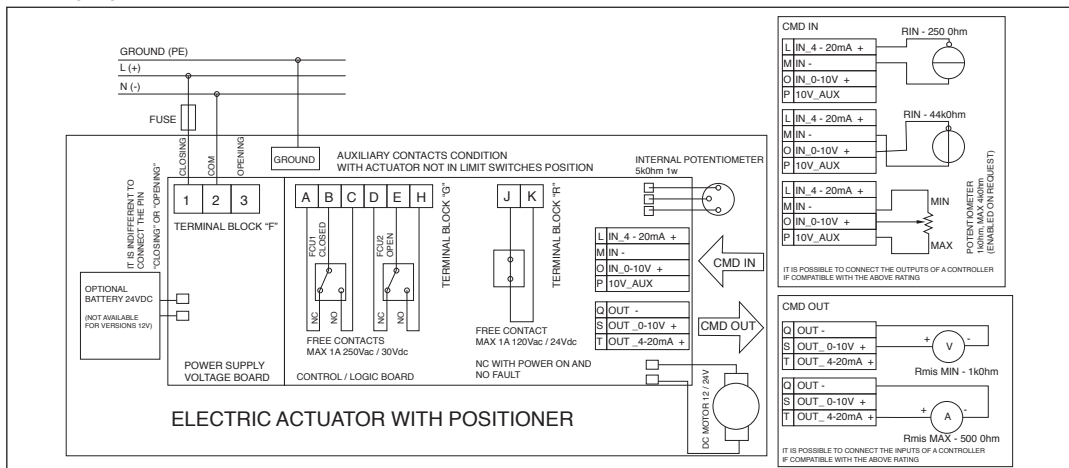 GROUND (PE)
L (+)
N (-)
FUSE
CLOSING
COM
OPENING
GROUND
AUXILIARY CONTACTS CONDITION
WITH ACTUATOR NOT IN LIMIT SWITCHES POSITION
IT IS INDIFFERENT TO
CONNECT THE PIN
"CLOSING" OR "OPENING"
1 2 3
TERMINAL BLOCK "F"
OPTIONAL
BATTERY 24VDC
(NOT AVAILABLE
FOR VERSIONS 12V)
POWER SUPPLY
VOLTAGE BOARD
A B C D E H
TERMINAL BLOCK "G"
FCU1
CLOSED
FCU2
OPEN
NC
NO
NC
NO
FREE CONTACTS
MAX 1A 250Vac / 30Vdc
CONTROL / LOGIC BOARD
J K
TERMINAL BLOCK "R"
FREE CONTACT
MAX 1A 120Vac / 24Vdc
NC WITH POWER ON AND
NO FAULT
INTERNAL POTENTIOMETER
5k0hm 1w
L IN_4 - 20mA +
M IN -
O IN_0-10V +
P 10V_AUX
CMD IN
Q OUT -
S OUT _0-10V +
T OUT _4-20mA +
CMD OUT
DC MOTOR 12 / 24V
ELECTRIC ACTUATOR WITH POSITIONER
CMD IN
RIN - 250 0hm
L IN_4 - 20mA +
M IN -
O IN_0-10V +
P 10V_AUX
RIN - 44k0hm
L IN_4 - 20mA +
M IN -
O IN_0-10V +
P 10V_AUX
L IN_4 - 20mA +
M IN -
O IN_0-10V +
P 10V_AUX
MIN
MAX
POTENTIOMETER
1k0hm, MAX 4k0hm
(ENABLED ON REQUEST)
IT IS POSSIBLE TO CONNECT THE OUTPUTS OF A CONTROLLER
IF COMPATIBLE WITH THE ABOVE RATING
CMD OUT
Q OUT -
S OUT_ 0-10V +
T OUT_ 4-20mA +
+ V -
Rmis MIN - 1k0hm
Q OUT -
S OUT_ 0-10V +
T OUT_ 4-20mA +
+ A -
Rmis MAX - 500 0hm
IT IS POSSIBLE TO CONNECT THE INPUTS OF A CONTROLLER
IF COMPATIBLE WITH THE ABOVE RATING